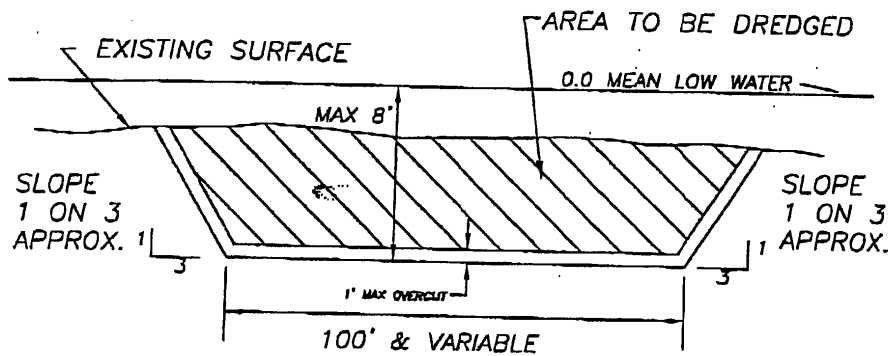 AREA TO BE DREDGED
EXISTING SURFACE
0.0 MEAN LOW WATER
MAX 8'
SLOPE
1 ON 3
APPROX.
1
3
SLOPE
1 ON 3
APPROX.
1
3
1' MAX OVERCUT
100' & VARIABLE